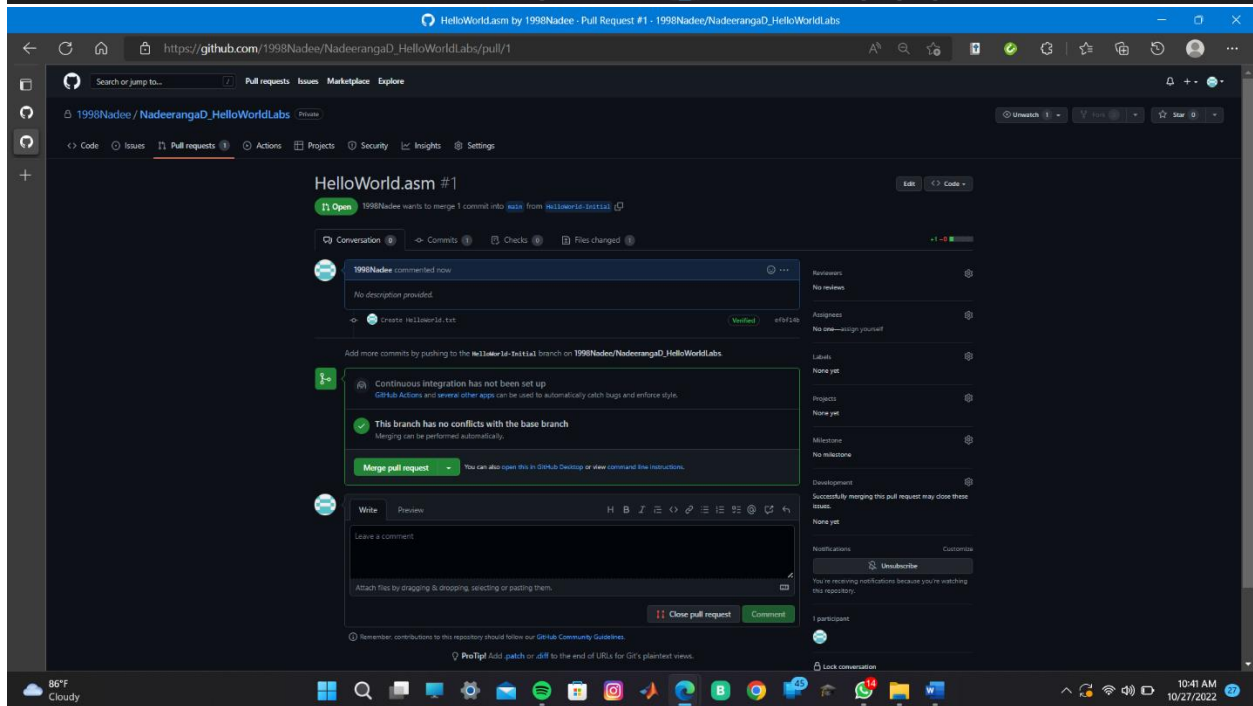 HelloWorld.asm by 1998Nadee · Pull Request #1 · 1998Nadee/NadeerangaD_HelloWorldLabs
https://github.com/1998Nadee/NadeerangaD_HelloWorldLabs/pull/1
Search or jump to... / Pull requests Issues Marketplace Explore
1998Nadee / NadeerangaD_HelloWorldLabs Private
Unwatch 1 Fork 0 Star 0
Code Issues Pull requests 1 Actions Projects Security Insights Settings
HelloWorld.asm #1
Edit Code
Open 1998Nadee wants to merge 1 commit into main from HelloWorld-Initial
Conversation 0 Commits 1 Checks 0 Files changed 1
+1 −0
1998Nadee commented now
No description provided.
Create HelloWorld.txt Verified efbf14b
Add more commits by pushing to the HelloWorld-Initial branch on 1998Nadee/NadeerangaD_HelloWorldLabs.
Continuous integration has not been set up
GitHub Actions and several other apps can be used to automatically catch bugs and enforce style.
This branch has no conflicts with the base branch
Merging can be performed automatically.
Merge pull request You can also open this in GitHub Desktop or view command line instructions.
Write Preview H B I
Leave a comment
Attach files by dragging & dropping, selecting or pasting them.
Close pull request Comment
Remember, contributions to this repository should follow our GitHub Community Guidelines.
ProTip! Add .patch or .diff to the end of URLs for Git's plaintext views.
Reviewers
No reviews
Assignees
No one—assign yourself
Labels
None yet
Projects
None yet
Milestone
No milestone
Development
Successfully merging this pull request may close these
issues.
None yet
Notifications Customize
Unsubscribe
You're receiving notifications because you're watching
this repository.
1 participant
Lock conversation
86°F
Cloudy
45
14
10:41 AM
10/27/2022
27